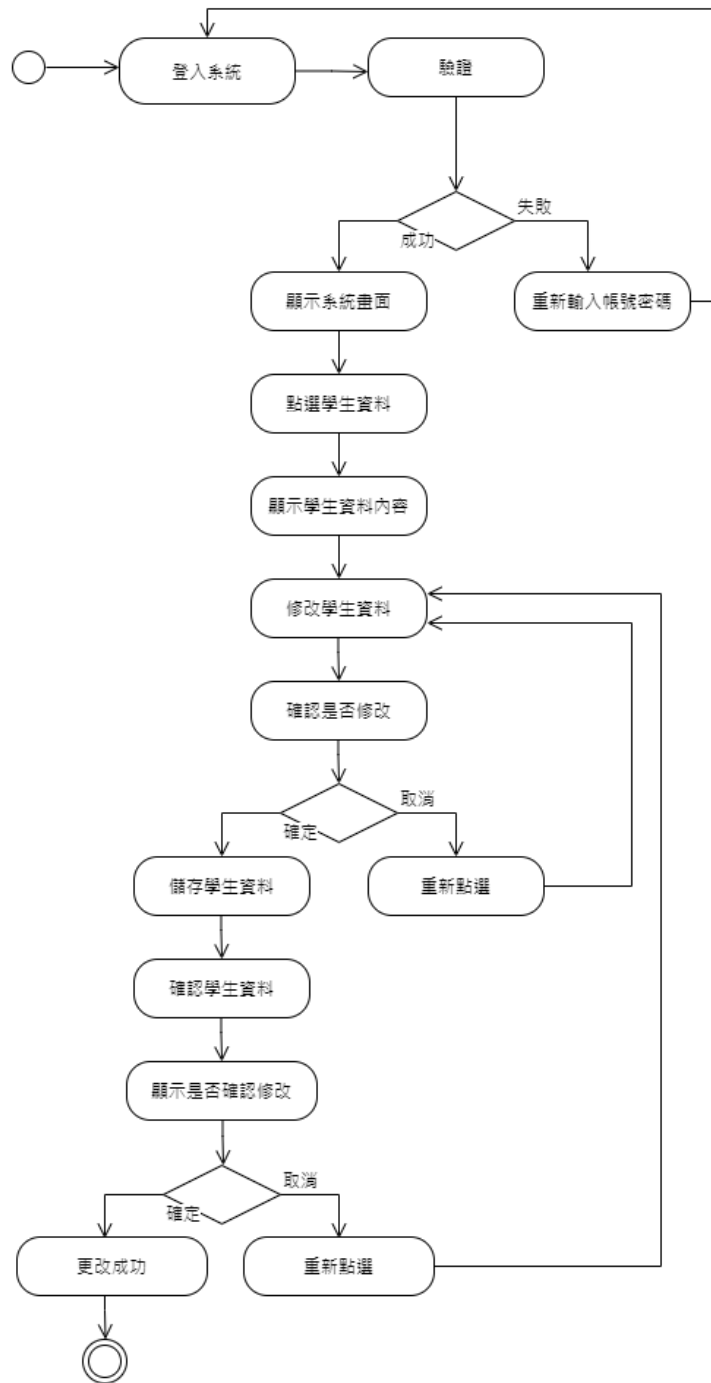 登入系統
驗證
失敗
成功
顯示系統畫面
重新輸入帳號密碼
點選學生資料
顯示學生資料內容
修改學生資料
確認是否修改
取消
確定
儲存學生資料
重新點選
確認學生資料
顯示是否確認修改
取消
確定
更改成功
重新點選